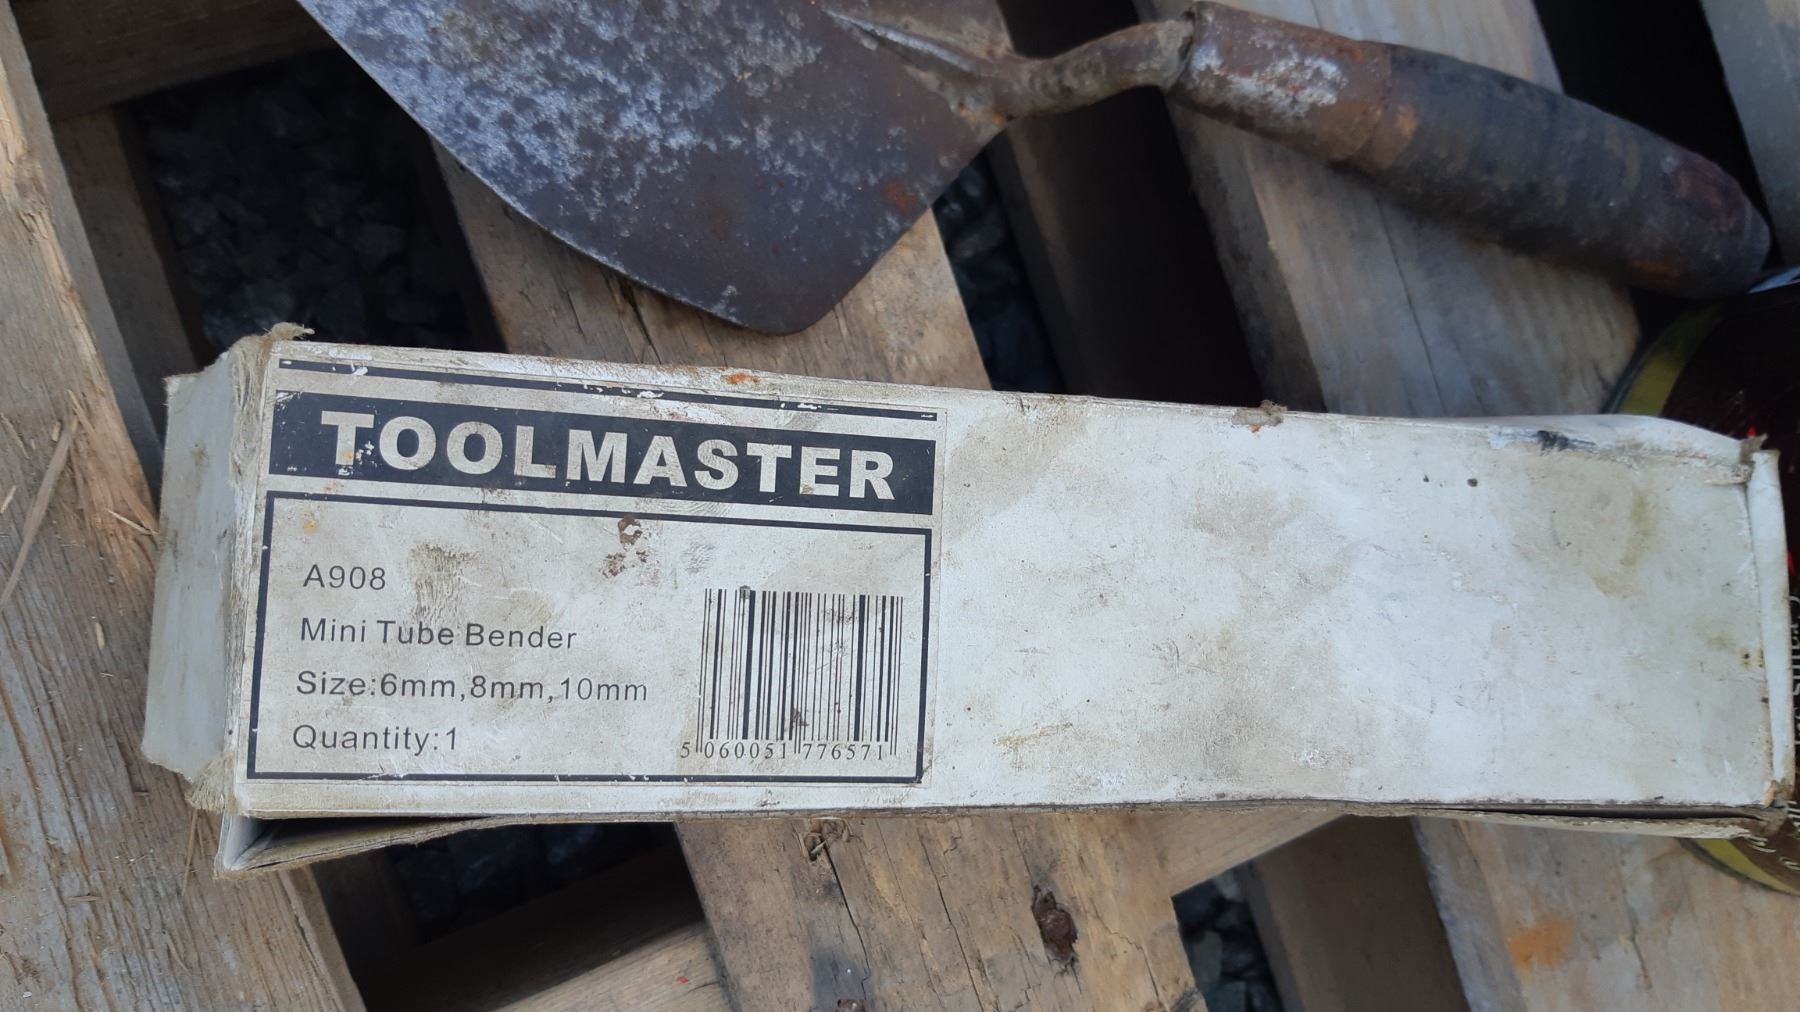 TOOLMASTER
A908
Mini Tube Bender
Size:6mm,8mm,10mm
Quantity:1
5 060051 776571